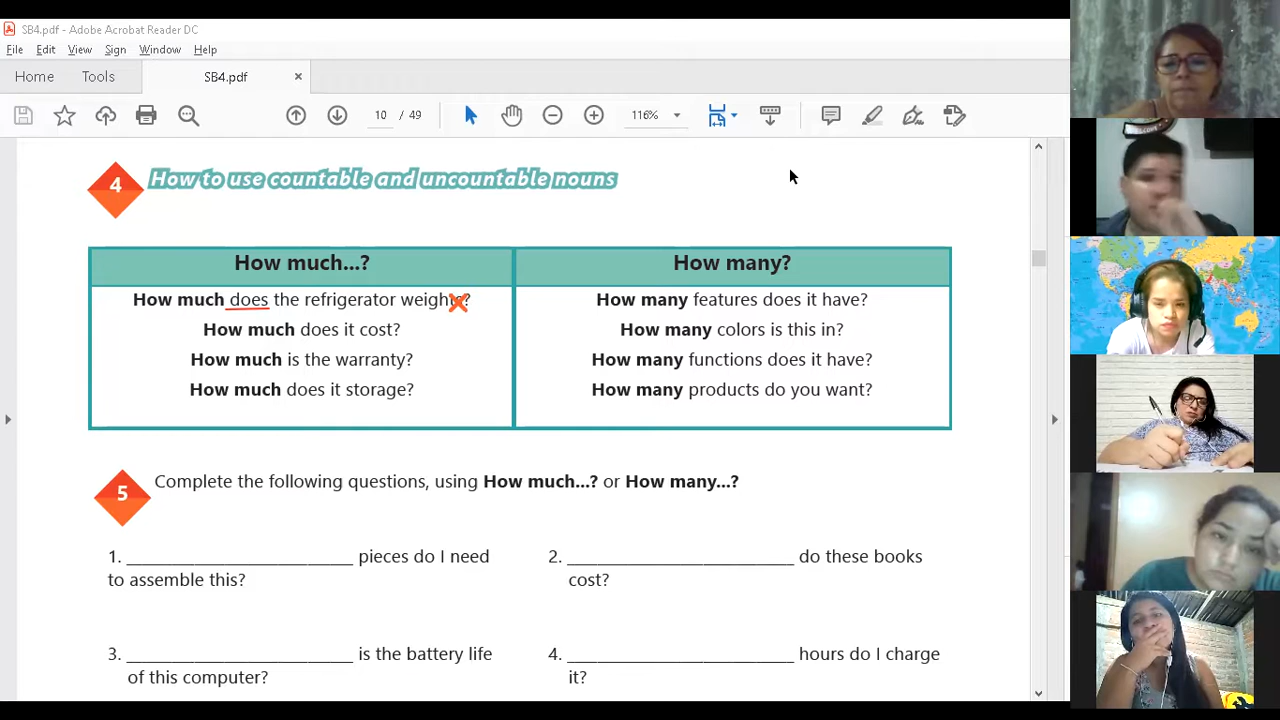 SB4.pdf - Adobe Acrobat Reader DC
File Edit View Sign Window Help
Home Tools SB4.pdf ×
10 / 49 116%
4 How to use countable and uncountable nouns
How much...?
How much does the refrigerator weight?
How much does it cost?
How much is the warranty?
How much does it storage?
How many?
How many features does it have?
How many colors is this in?
How many functions does it have?
How many products do you want?
5 Complete the following questions, using How much...? or How many...?
1. ________________________ pieces do I need
to assemble this?
2. ________________________ do these books
cost?
3. ________________________ is the battery life
of this computer?
4. ________________________ hours do I charge
it?